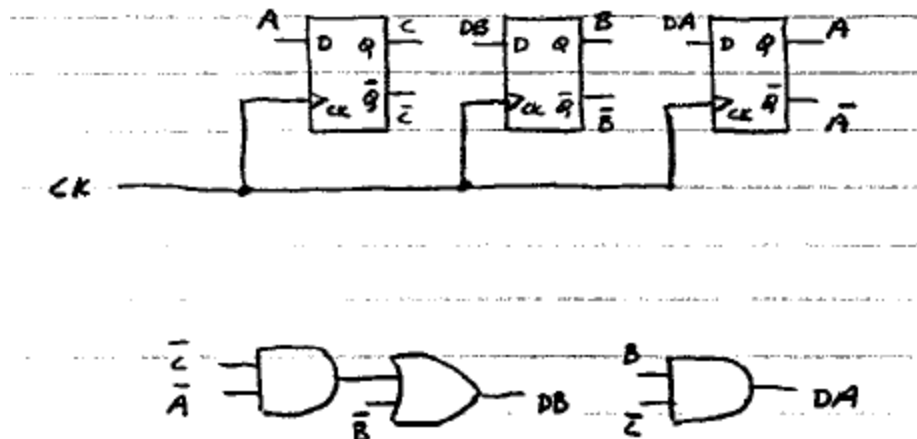 A C DB B DA A
D Q D Q D Q
CK Q̅ CK Q̅ CK Q̅
C̅ B̅ A̅
CK
C̅ B
A̅ DB DA
B̅ C̅